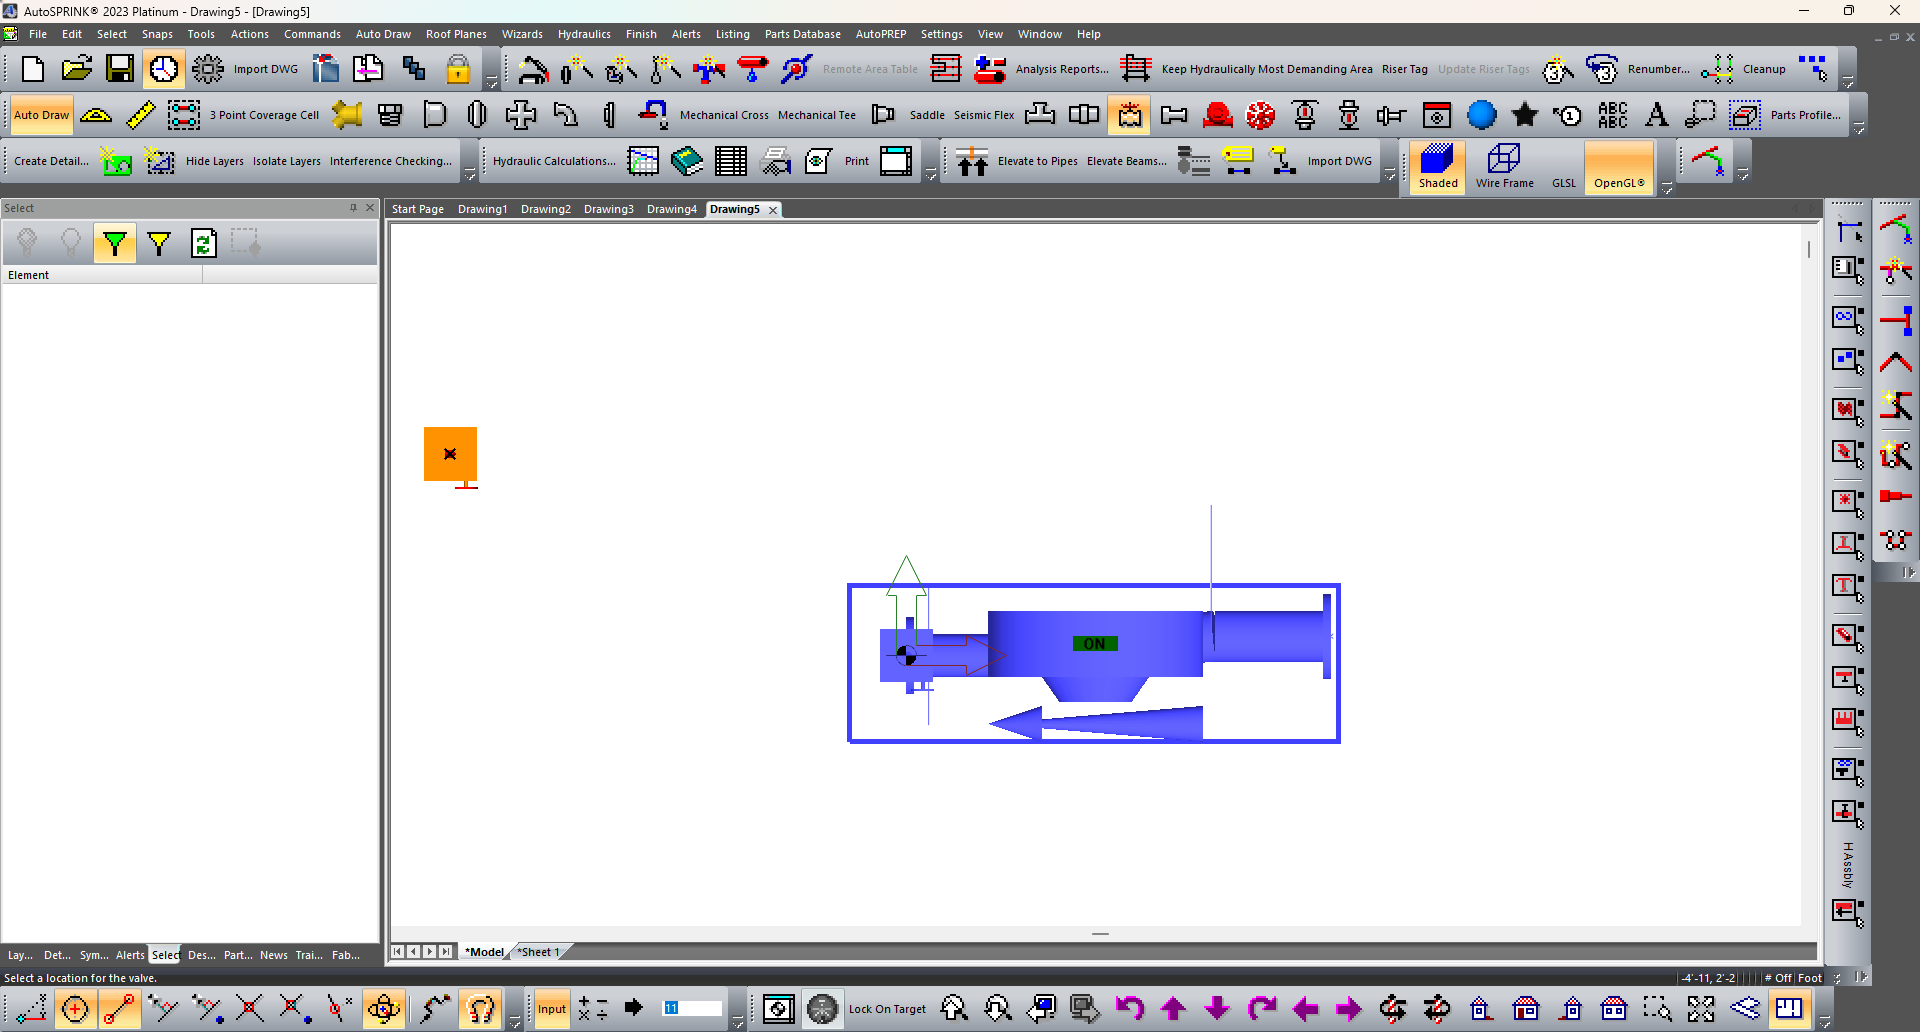 AutoSPRINK® 2023 Platinum - Drawing5 - [Drawing5]
File Edit Select Snaps Tools Actions Commands Auto Draw Roof Planes Wizards Hydraulics Finish Alerts Listing Parts Database AutoPREP Settings View Window Help
Import DWG Remote Area Table Analysis Reports... Keep Hydraulically Most Demanding Area Riser Tag Update Riser Tags Renumber... Cleanup
Auto Draw 3 Point Coverage Cell Mechanical Cross Mechanical Tee Saddle Seismic Flex ABC ABC A Parts Profile...
Create Detail... Hide Layers Isolate Layers Interference Checking... Hydraulic Calculations... Print Elevate to Pipes Elevate Beams... Import DWG Shaded Wire Frame GLSL OpenGL®
Select
Start Page Drawing1 Drawing2 Drawing3 Drawing4 Drawing5
Element
ON
HAssbly
*Model *Sheet 1
Lay... Det... Sym... Alerts Select Des... Part... News Trai... Fab...
Select a location for the valve.
-4'-11, 2'-2 # Off Foot
Input 11 Lock On Target